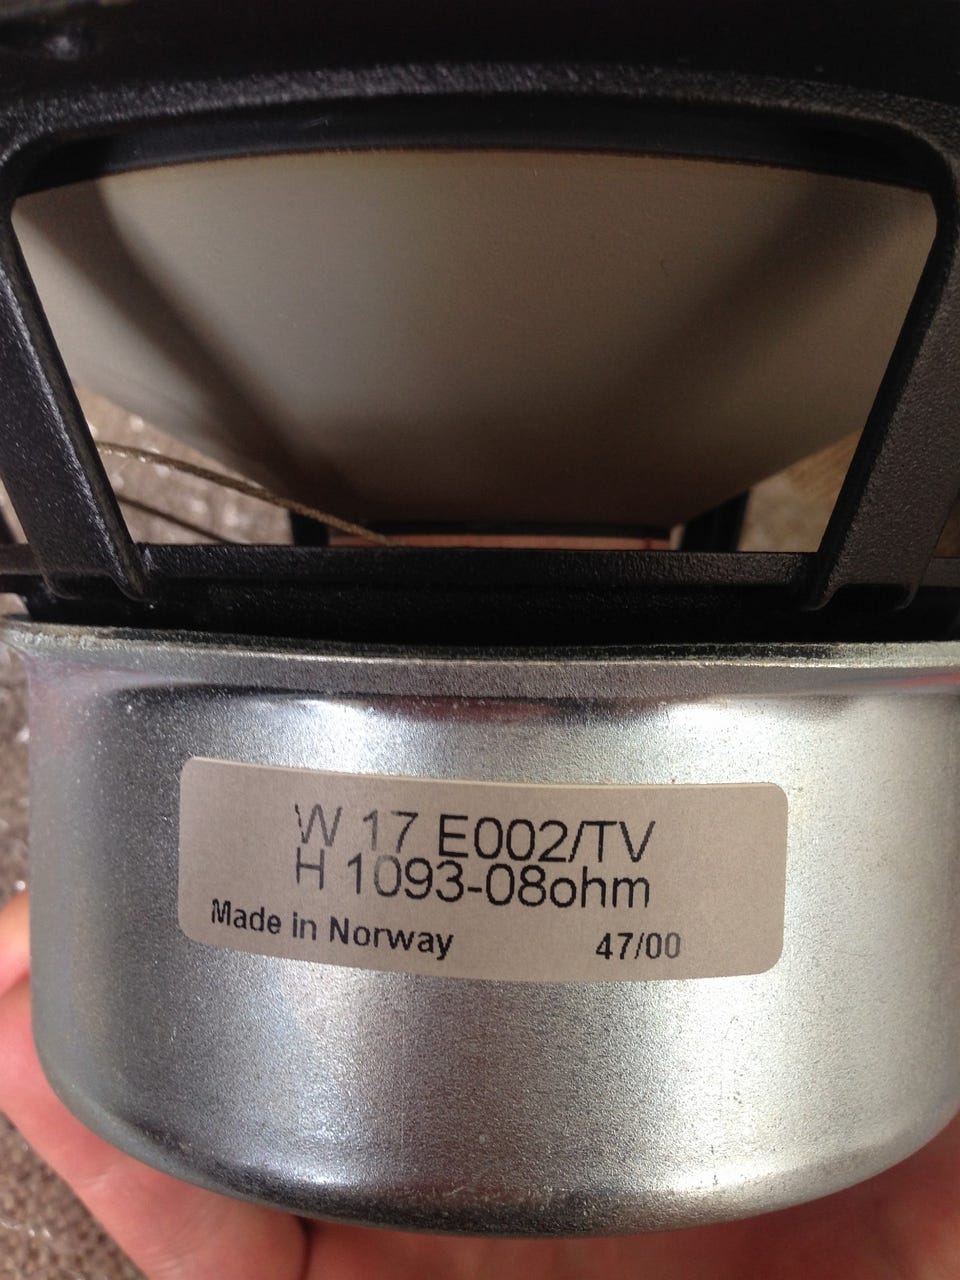 W 17 E002/TV
H 1093-08ohm
Made in Norway 47/00